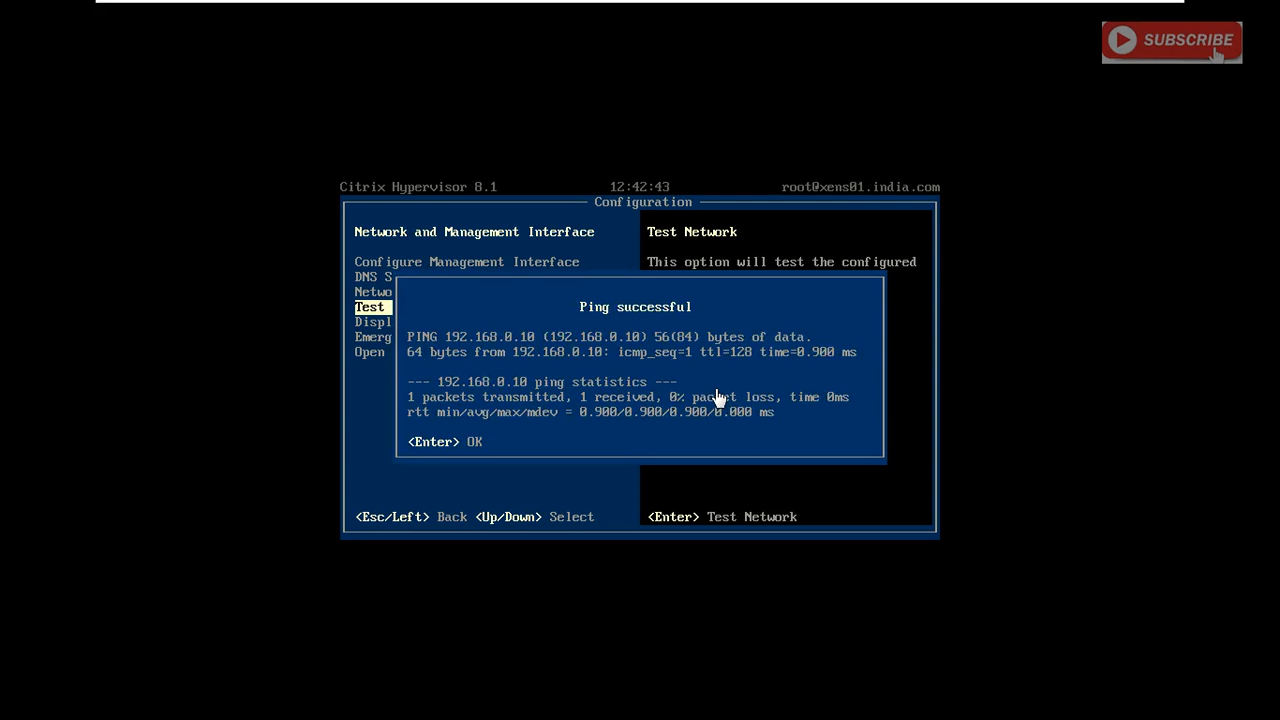 SUBSCRIBE
Citrix Hypervisor 8.1 12:42:43 root@xens01.india.com
Configuration
Network and Management Interface
Test Network
Configure Management Interface
This option will test the configured
DNS S
Netwo
Test
Displ
Emerg
Open
Ping successful
PING 192.168.0.10 (192.168.0.10) 56(84) bytes of data.
64 bytes from 192.168.0.10: icmp_seq=1 ttl=128 time=0.900 ms
--- 192.168.0.10 ping statistics ---
1 packets transmitted, 1 received, 0% packet loss, time 0ms
rtt min/avg/max/mdev = 0.900/0.900/0.900/0.000 ms
<Enter> OK
<Esc/Left> Back <Up/Down> Select
<Enter> Test Network